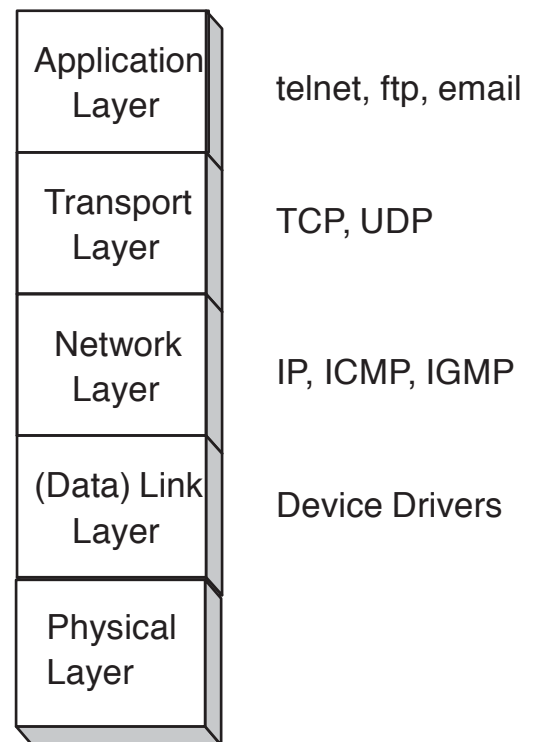 Application
Layer
telnet, ftp, email
Transport
Layer
TCP, UDP
Network
Layer
IP, ICMP, IGMP
(Data) Link
Layer
Device Drivers
Physical
Layer